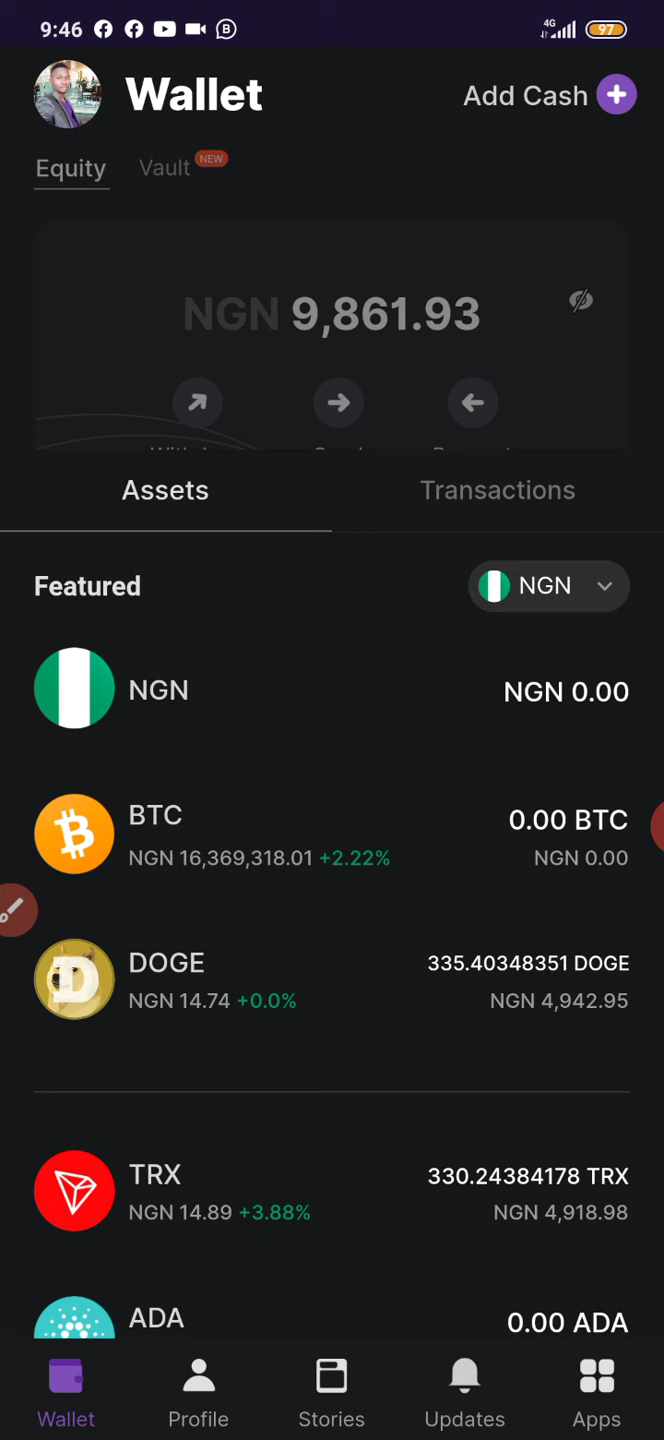 9:46 4G 97
Wallet Add Cash
Equity Vault NEW
NGN 9,861.93
Assets Transactions
Featured NGN
NGN NGN 0.00
BTC 0.00 BTC
NGN 16,369,318.01 +2.22% NGN 0.00
DOGE 335.40348351 DOGE
NGN 14.74 +0.0% NGN 4,942.95
TRX 330.24384178 TRX
NGN 14.89 +3.88% NGN 4,918.98
ADA 0.00 ADA
Wallet Profile Stories Updates Apps